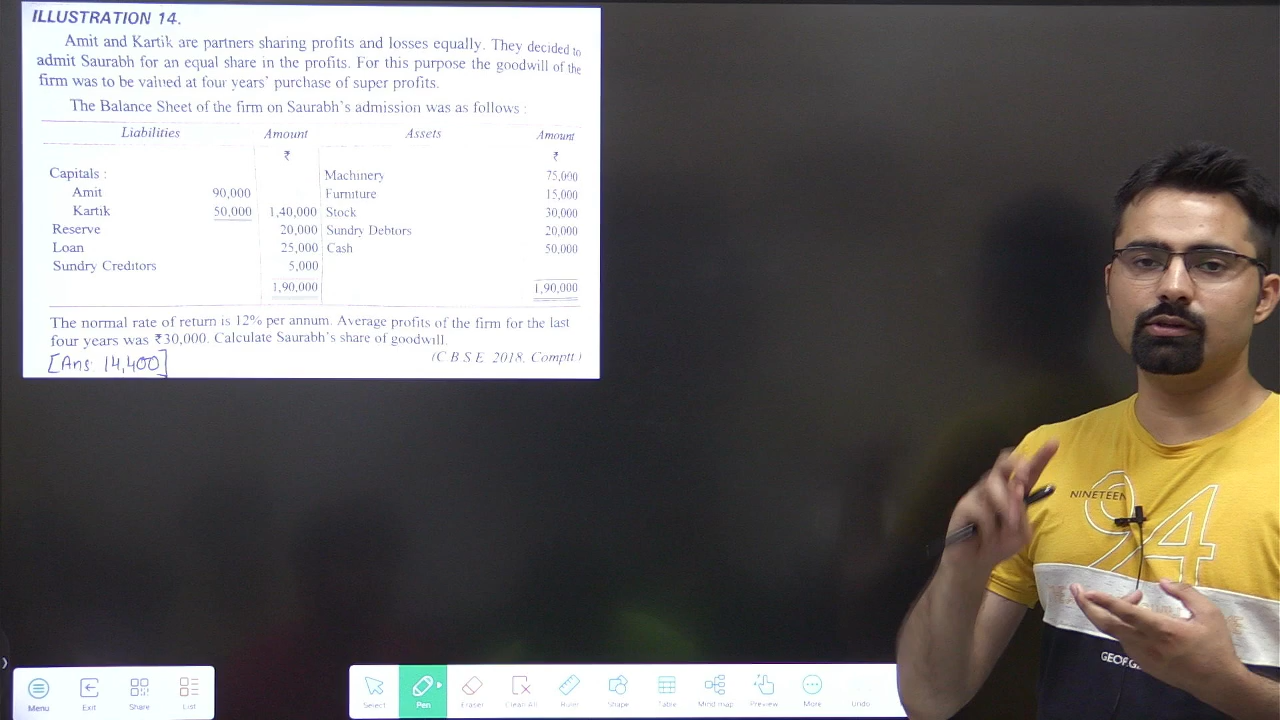 ILLUSTRATION 14.
Amit and Kartik are partners sharing profits and losses equally. They decided to
admit Saurabh for an equal share in the profits. For this purpose the goodwill of the
firm was to be valued at four years' purchase of super profits.
The Balance Sheet of the firm on Saurabh's admission was as follows :
Liabilities Amount Assets Amount
₹ ₹
Capitals : Machinery 75,000
Amit 90,000 Furniture 15,000
Kartik 50,000 1,40,000 Stock 30,000
Reserve 20,000 Sundry Debtors 20,000
Loan 25,000 Cash 50,000
Sundry Creditors 5,000
1,90,000 1,90,000
The normal rate of return is 12% per annum. Average profits of the firm for the last
four years was ₹30,000. Calculate Saurabh's share of goodwill.
(C B S E 2018, Comptt.)
[Ans: 14,400]
NINETEEN
94
GEORG
Menu Exit Share List Select Pen Eraser Clean All Ruler Shape Table Mind map Preview More Undo